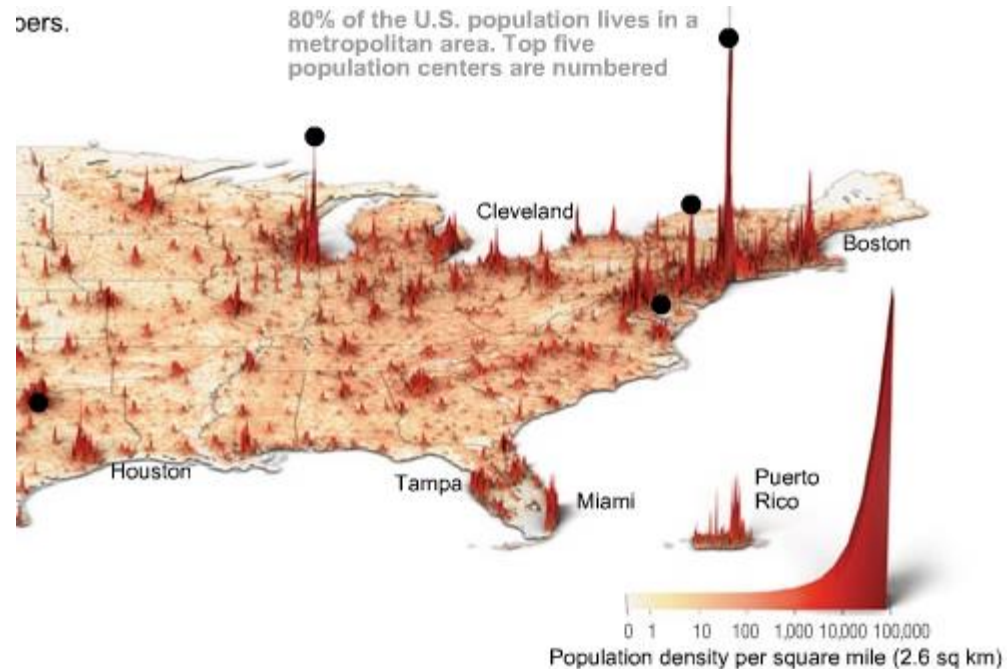 80% of the U.S. population lives in a
metropolitan area. Top five
population centers are numbered
Cleveland
Boston
Houston
Tampa
Miami
Puerto
Rico
0 1 10 100 1,000 10,000 100,000
Population density per square mile (2.6 sq km)